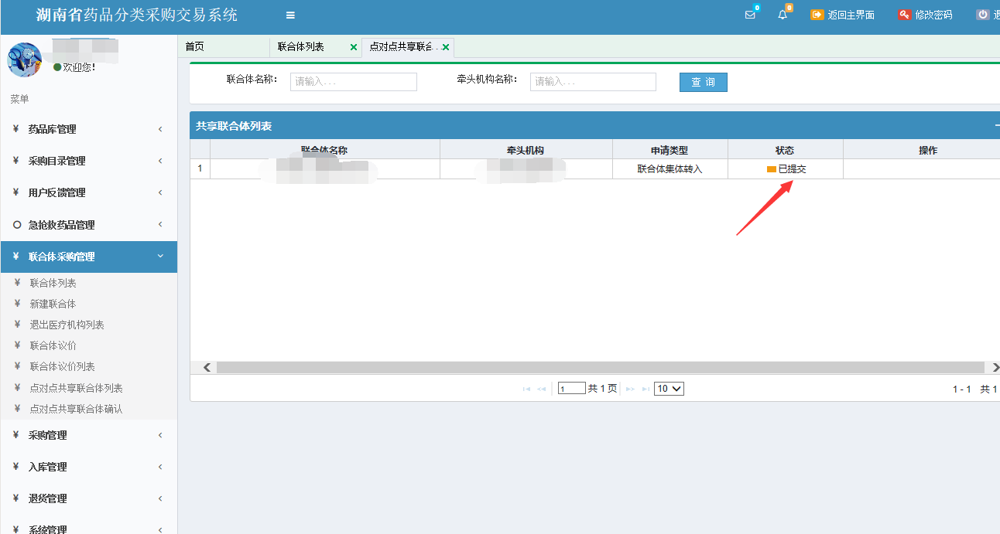 湖南省药品分类采购交易系统
0
0
返回主界面
修改密码
欢迎您!
菜单
¥ 药品库管理
¥ 采购目录管理
¥ 用户反馈管理
急抢救药品管理
¥ 联合体采购管理
¥ 联合体列表
¥ 新建联合体
¥ 退出医疗机构列表
¥ 联合体议价
¥ 联合体议价列表
¥ 点对点共享联合体列表
¥ 点对点共享联合体确认
¥ 采购管理
¥ 入库管理
¥ 退货管理
¥ 系统管理
首页
联合体列表
点对点共享联合...
联合体名称：
请输入...
牵头机构名称：
请输入...
查 询
共享联合体列表
联合体名称 牵头机构 申请类型 状态 操作
1 联合体集体转入 已提交
1 共 1 页 10
1 - 1 共 1